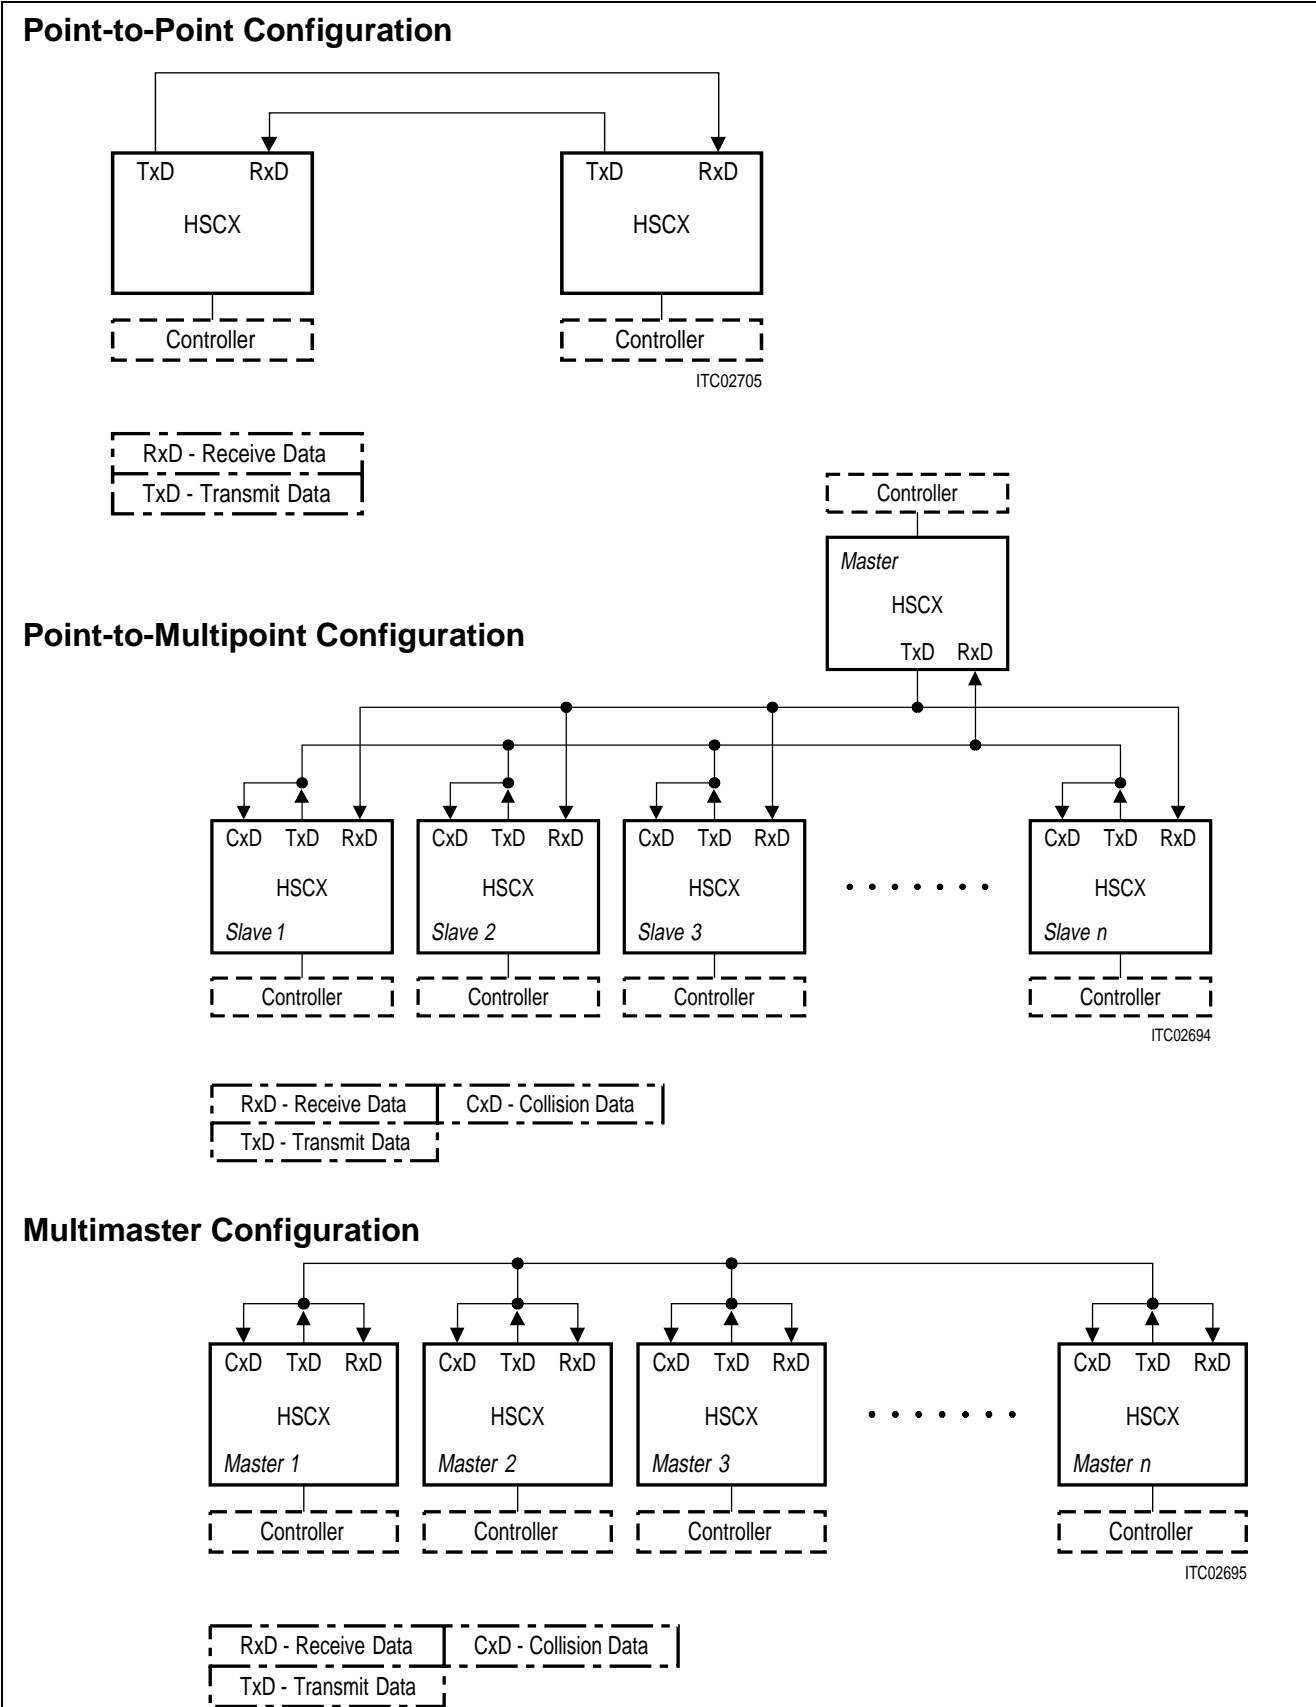 Point-to-Point Configuration
TxD RxD TxD RxD
HSCX HSCX
Controller Controller
ITC02705
RxD - Receive Data
TxD - Transmit Data
Controller
Master
HSCX
Point-to-Multipoint Configuration
TxD RxD
CxD TxD RxD CxD TxD RxD CxD TxD RxD CxD TxD RxD
HSCX HSCX HSCX HSCX
Slave 1 Slave 2 Slave 3 Slave n
Controller Controller Controller Controller
ITC02694
RxD - Receive Data CxD - Collision Data
TxD - Transmit Data
Multimaster Configuration
CxD TxD RxD CxD TxD RxD CxD TxD RxD CxD TxD RxD
HSCX HSCX HSCX HSCX
Master 1 Master 2 Master 3 Master n
Controller Controller Controller Controller
ITC02695
RxD - Receive Data CxD - Collision Data
TxD - Transmit Data